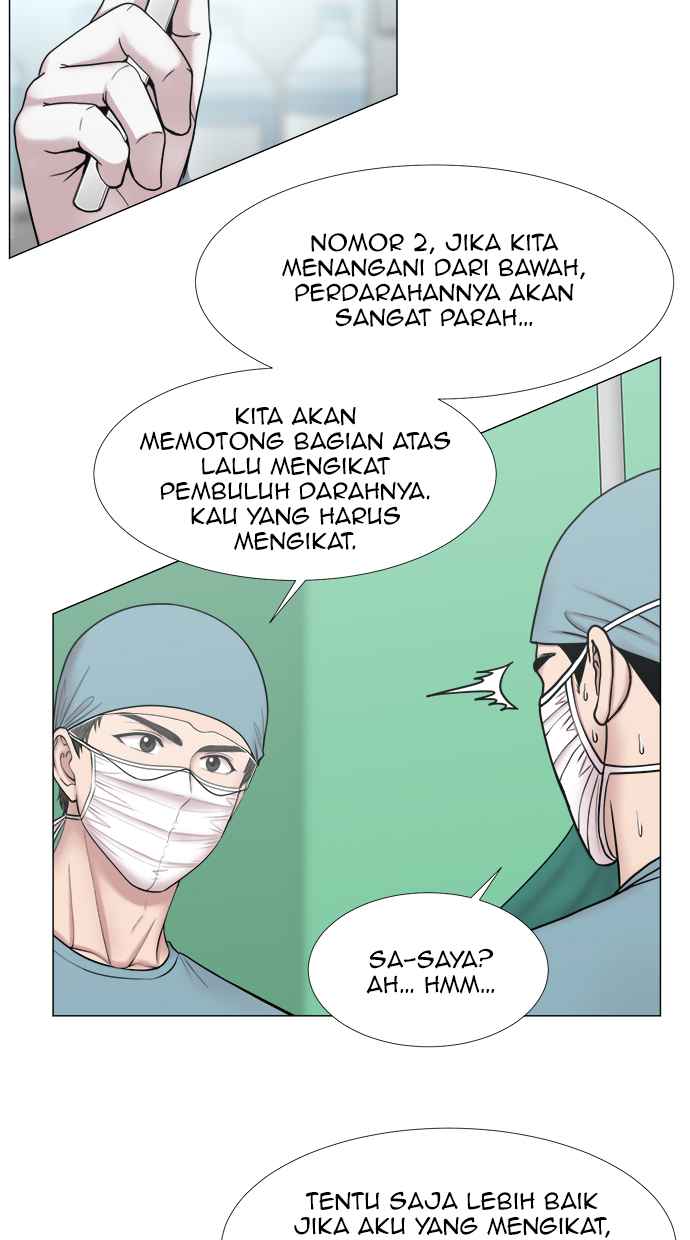 NOMOR 2, JIKA KITA
MENANGANI DARI BAWAH,
PERDARAHANNYA AKAN
SANGAT PARAH...
KITA AKAN
MEMOTONG BAGIAN ATAS
LALU MENGIKAT
PEMBULUH DARAHNYA.
KAU YANG HARUS
MENGIKAT.
SA-SAYA?
AH... HMM...
TENTU SAJA LEBIH BAIK
JIKA AKU YANG MENGIKAT,